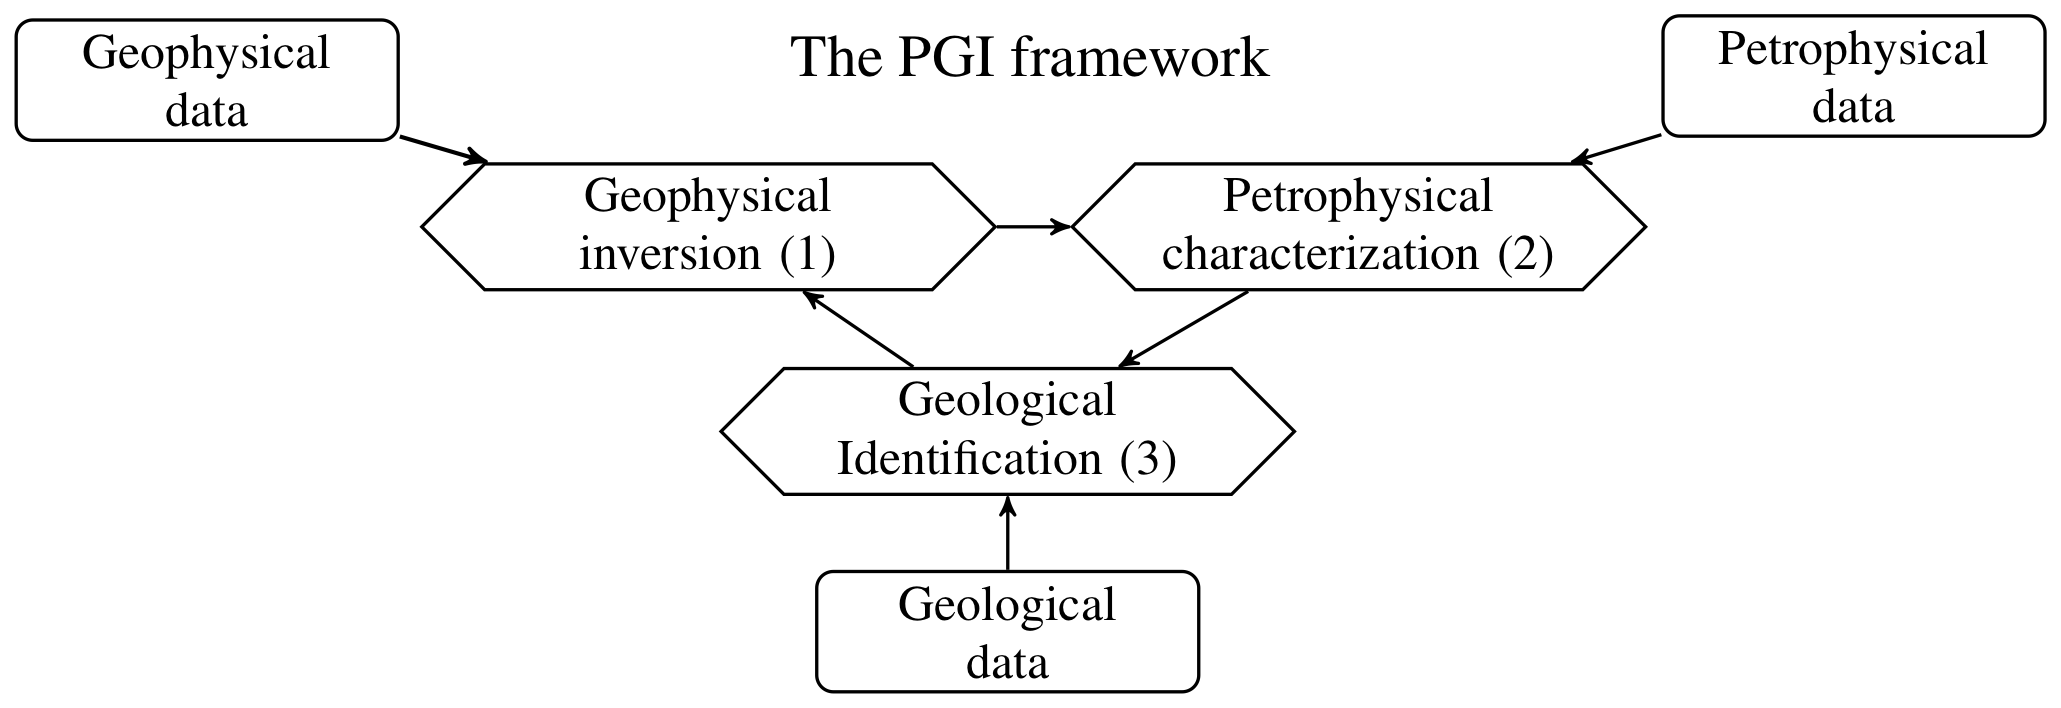 The PGI framework
Geophysical
data
Petrophysical
data
Geophysical
inversion (1)
Petrophysical
characterization (2)
Geological
Identification (3)
Geological
data